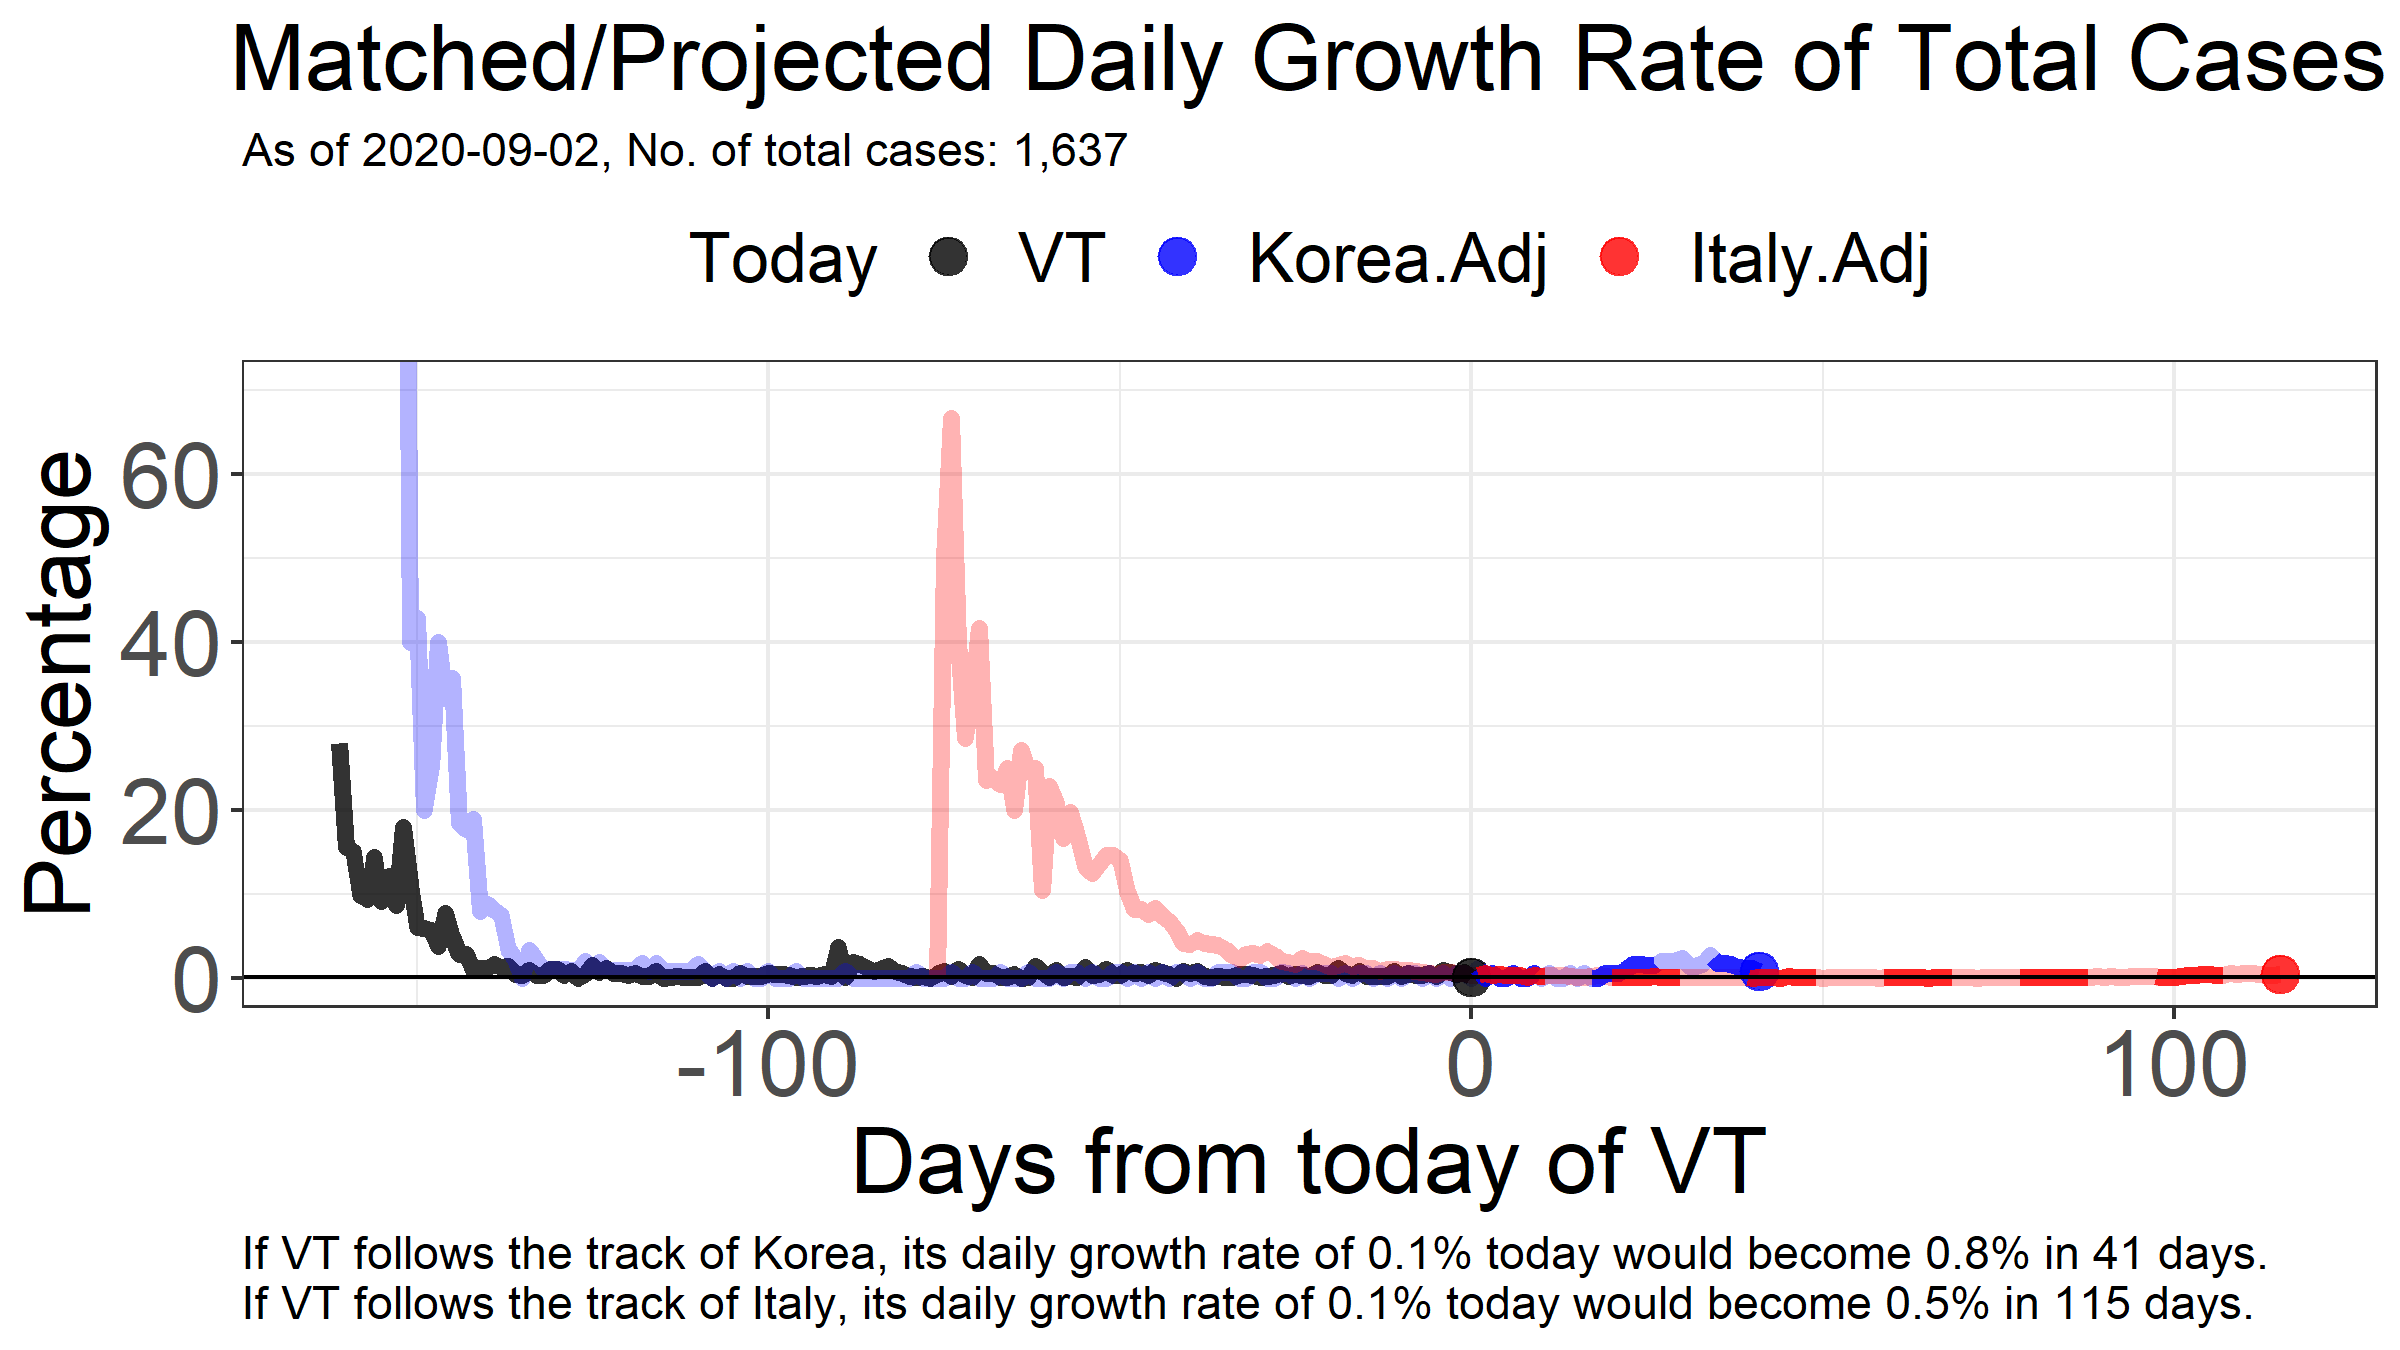 Matched/Projected Daily Growth Rate of Total Cases
As of 2020-09-02, No. of total cases: 1,637
Today VT Korea.Adj Italy.Adj
Percentage
60
40
20
0
-100 0 100
Days from today of VT
If VT follows the track of Korea, its daily growth rate of 0.1% today would become 0.8% in 41 days.
If VT follows the track of Italy, its daily growth rate of 0.1% today would become 0.5% in 115 days.